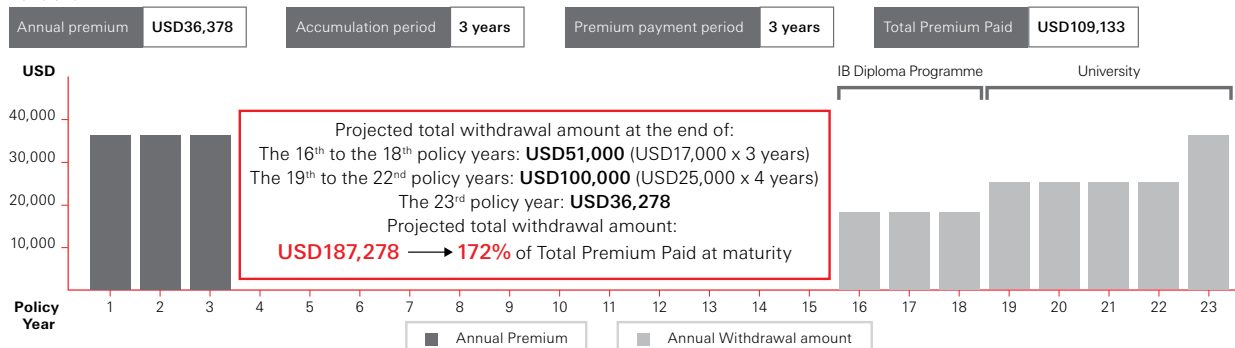 Annual premium USD36,378 Accumulation period 3 years Premium payment period 3 years Total Premium Paid USD109,133
USD
IB Diploma Programme University
40,000
30,000
20,000
10,000
Projected total withdrawal amount at the end of:
The 16th to the 18th policy years: USD51,000 (USD17,000 x 3 years)
The 19th to the 22nd policy years: USD100,000 (USD25,000 x 4 years)
The 23rd policy year: USD36,278
Projected total withdrawal amount:
USD187,278 → 172% of Total Premium Paid at maturity
Policy Year 1 2 3 4 5 6 7 8 9 10 11 12 13 14 15 16 17 18 19 20 21 22 23
Annual Premium Annual Withdrawal amount